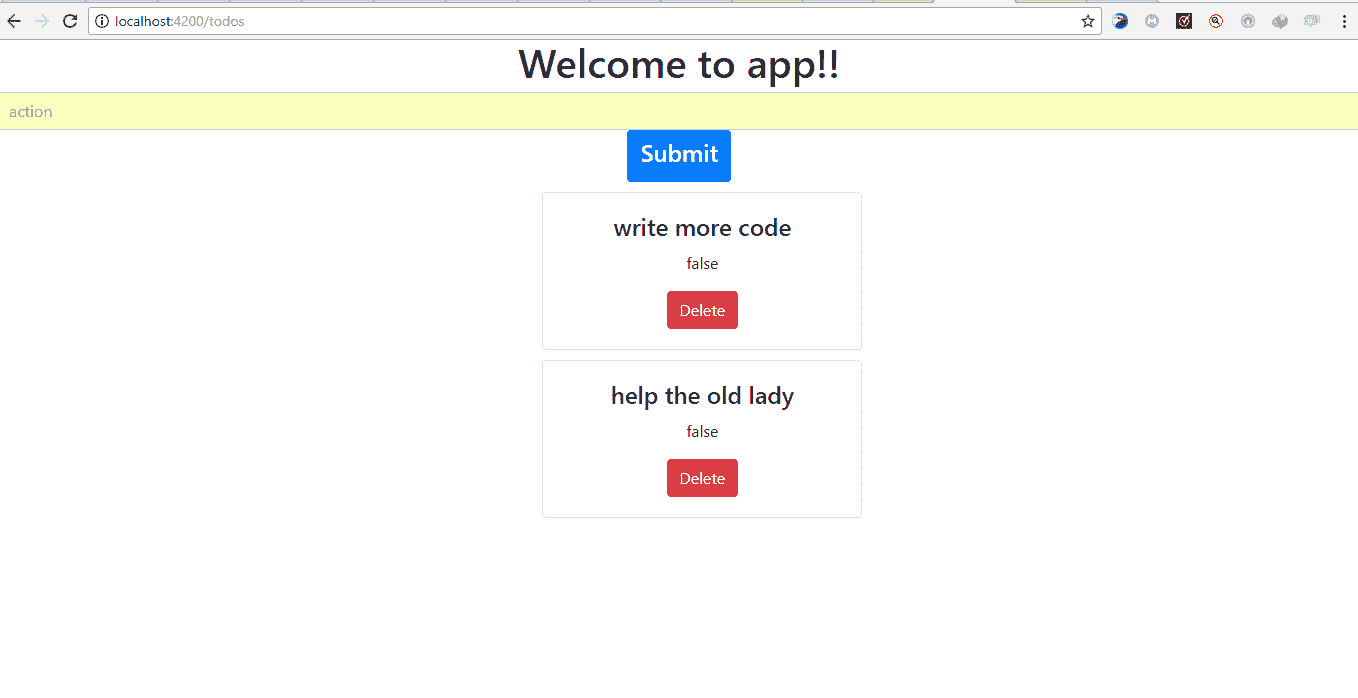 localhost:4200/todos
Welcome to app!!
action
Submit
write more code
false
Delete
help the old lady
false
Delete